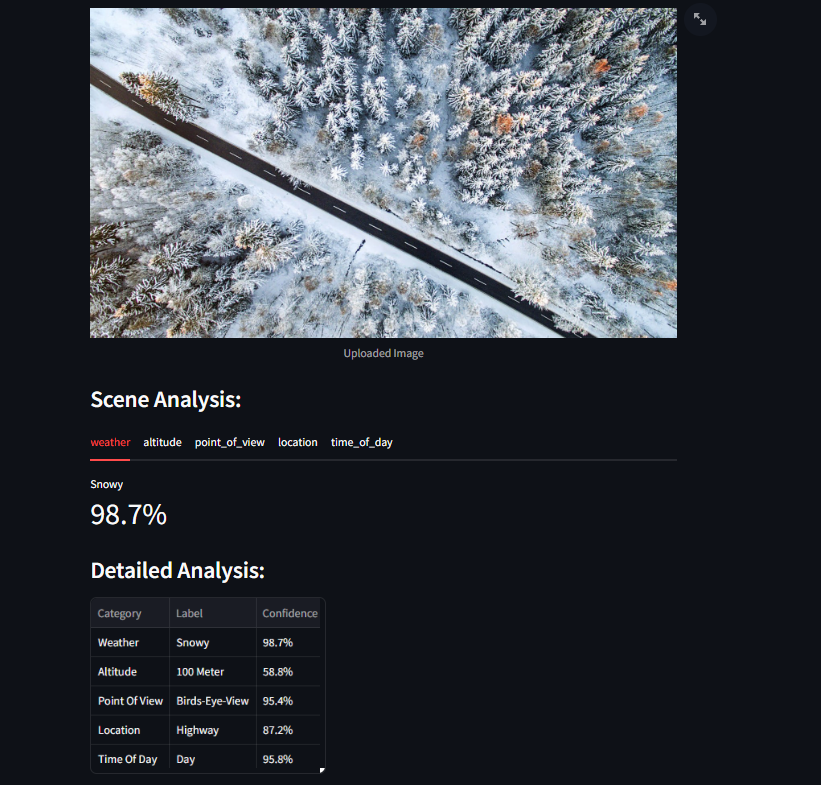 Uploaded Image
Scene Analysis:
weather altitude point_of_view location time_of_day
Snowy
98.7%
Detailed Analysis:
Category Label Confidence
Weather Snowy 98.7%
Altitude 100 Meter 58.8%
Point Of View Birds-Eye-View 95.4%
Location Highway 87.2%
Time Of Day Day 95.8%